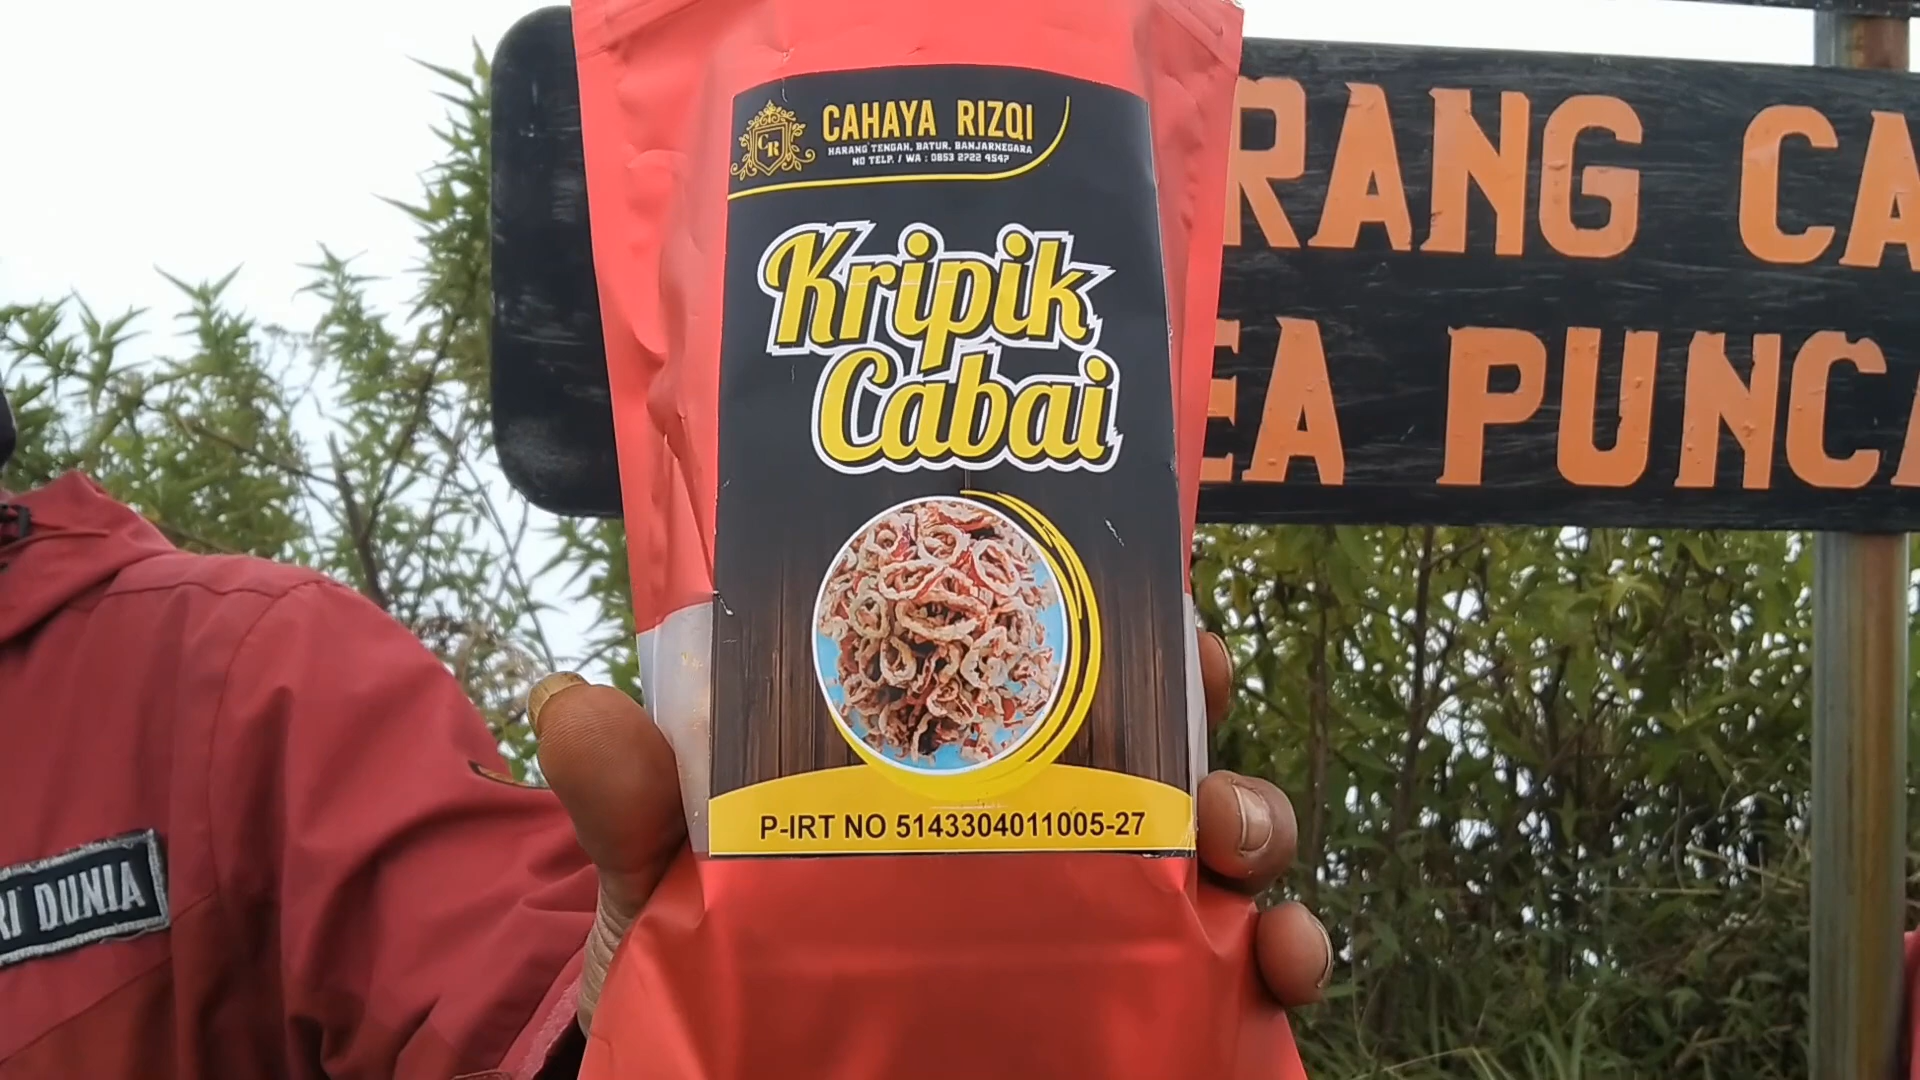 CAHAYA RIZQI
KARANG TENGAH, BATUR, BANJARNEGARA
NO TELP. / WA : 0853 2722 4547
CR
Kripik
Cabai
P-IRT NO 5143304011005-27
RANG CA
EA PUNCA
RI DUNIA